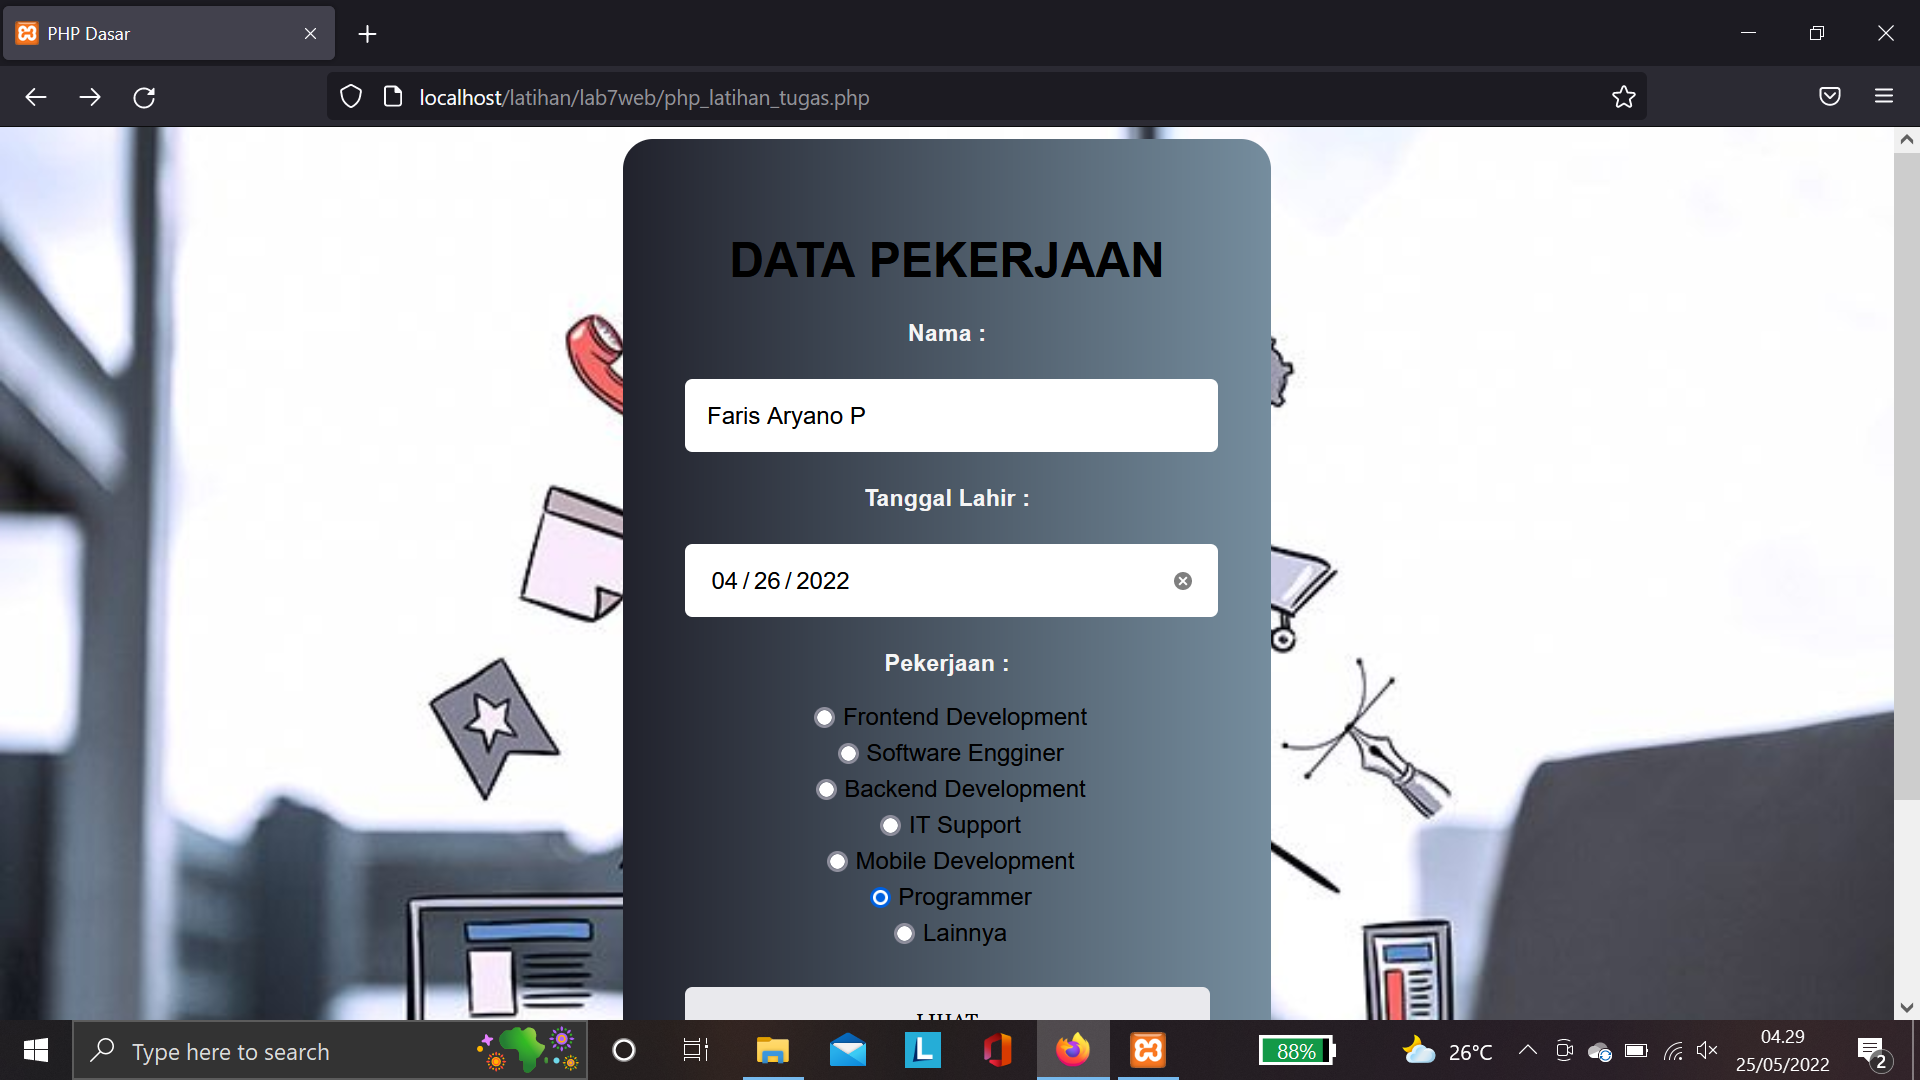 PHP Dasar
localhost/latihan/lab7web/php_latihan_tugas.php
DATA PEKERJAAN
Nama :
Faris Aryano P
Tanggal Lahir :
04 / 26 / 2022
Pekerjaan :
Frontend Development
Software Engginer
Backend Development
IT Support
Mobile Development
Programmer
Lainnya
LIHAT
Type here to search
L
88%
26°C
04.29
25/05/2022
2